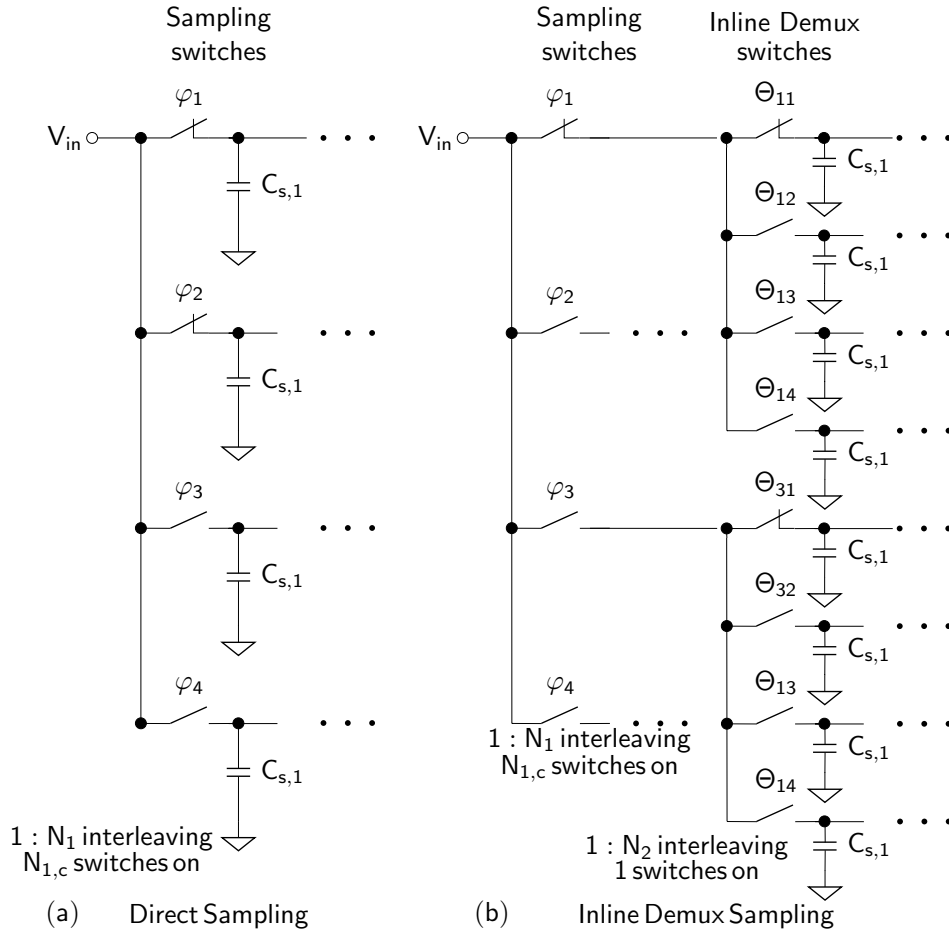 Sampling
switches
φ1
Vin
Cs,1
φ2
Cs,1
φ3
Cs,1
φ4
Cs,1
1 : N1 interleaving
N1,c switches on
(a) Direct Sampling
Sampling
switches
Inline Demux
switches
φ1
Θ11
Vin
Cs,1
Θ12
Cs,1
φ2
Θ13
Cs,1
Θ14
Cs,1
φ3
Θ31
Cs,1
Θ32
Cs,1
φ4
Θ13
1 : N1 interleaving
N1,c switches on
Cs,1
Θ14
Cs,1
1 : N2 interleaving
1 switches on
(b) Inline Demux Sampling